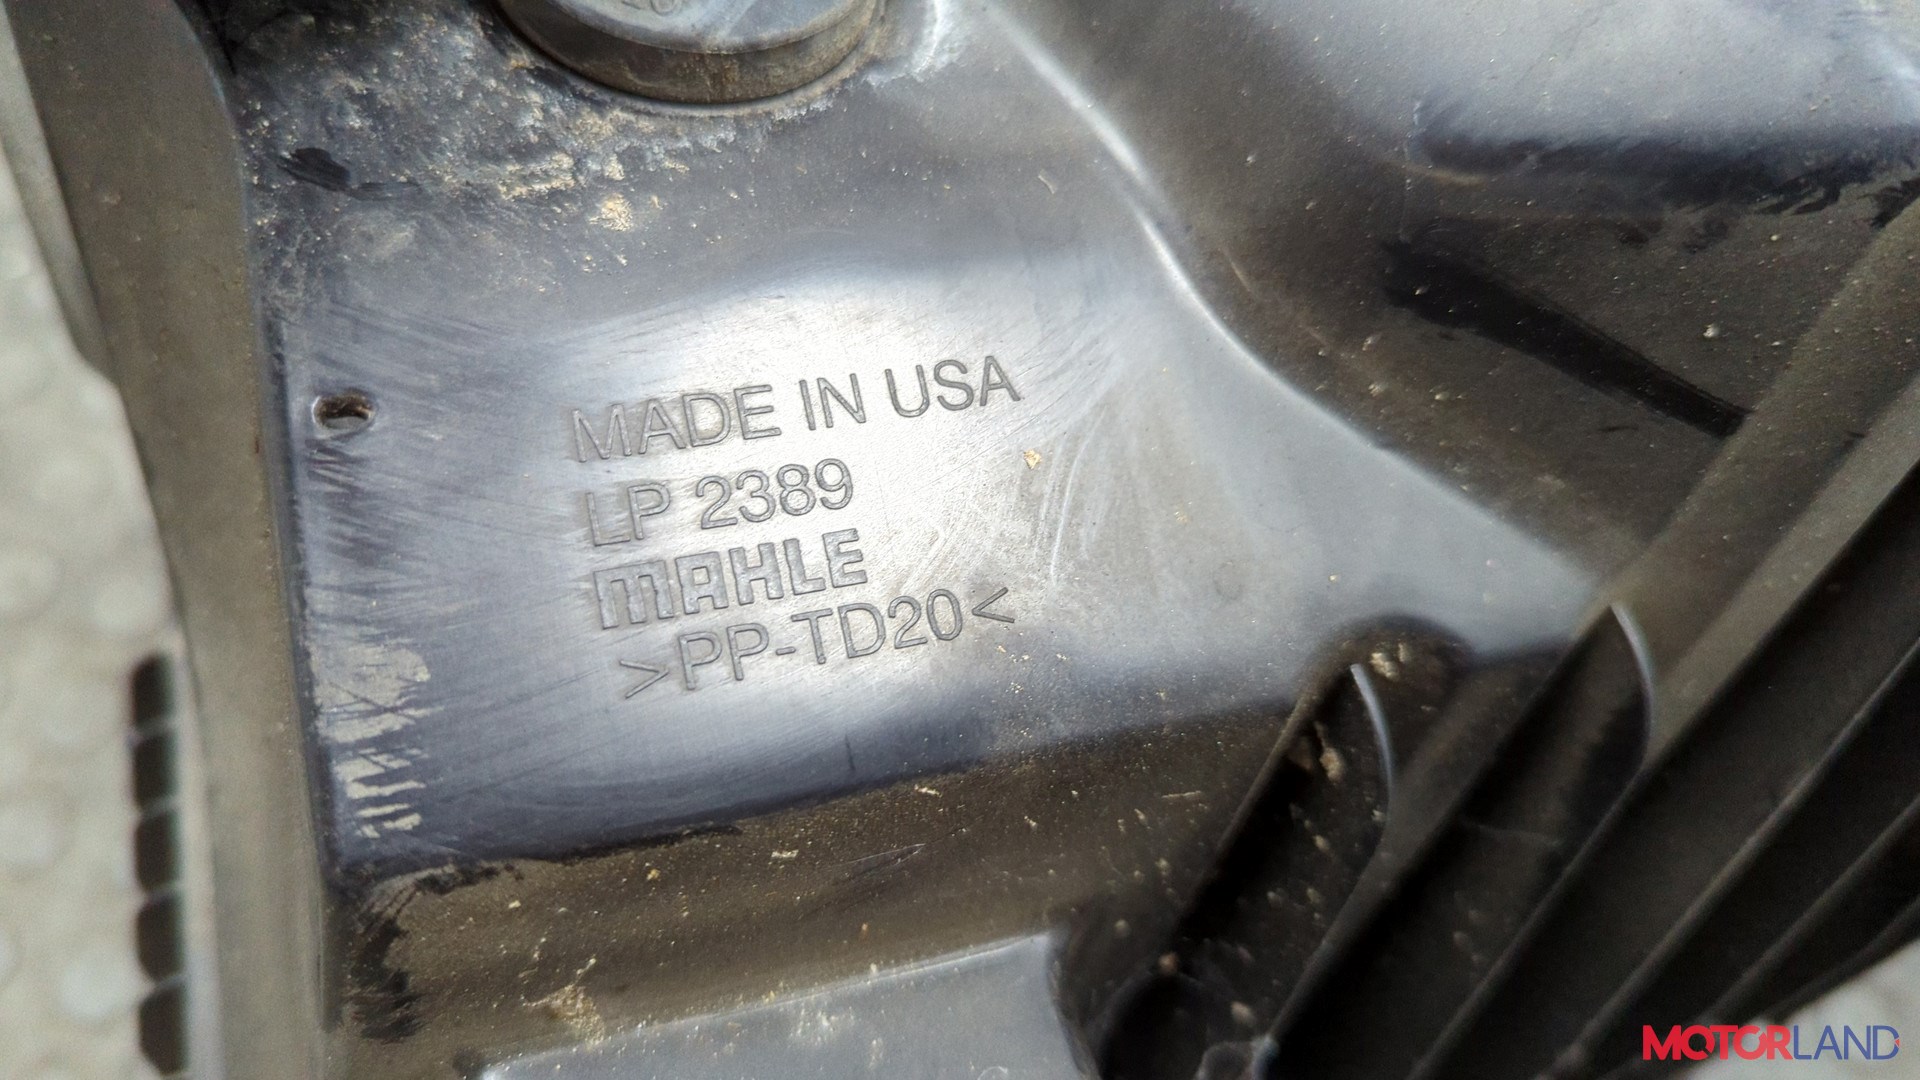 MADE IN USA
LP 2389
MAHLE
>PP-TD20<
MOTORLAND